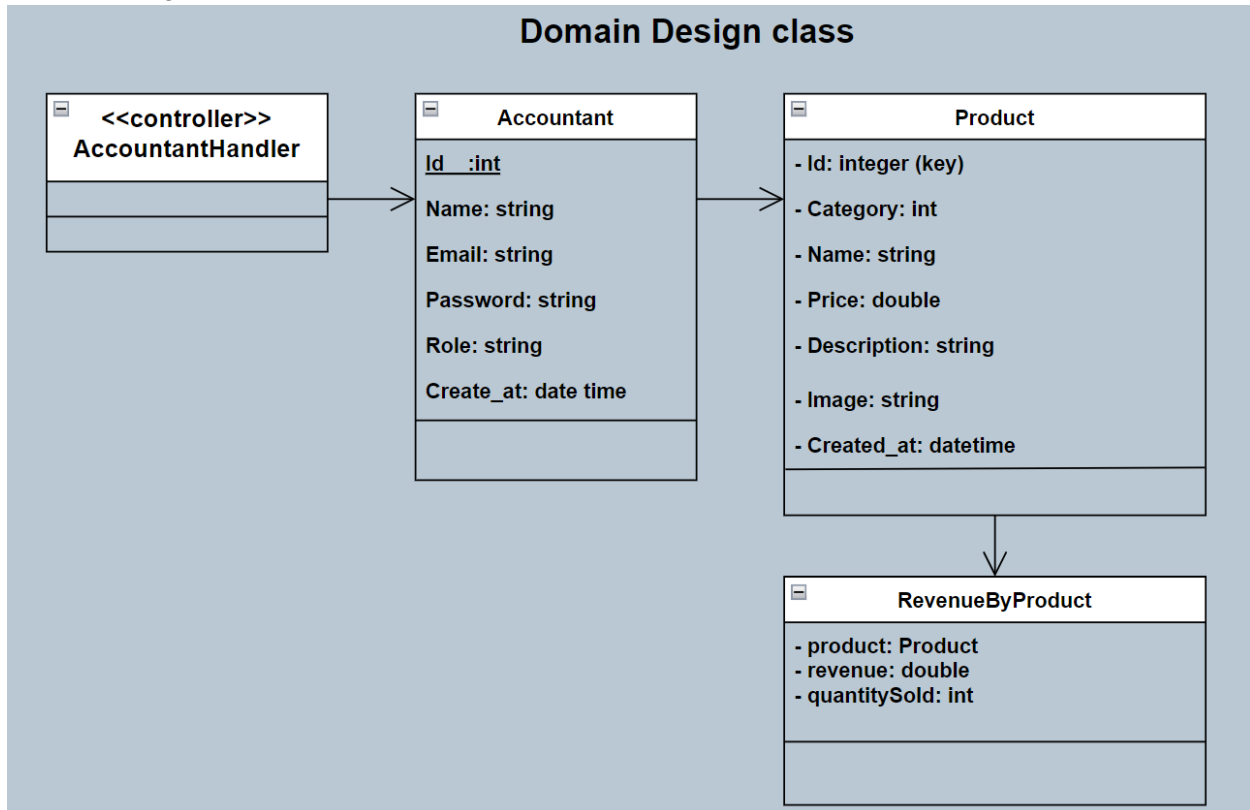 Domain Design class
<<controller>>
AccountantHandler
Accountant
Id :int
Name: string
Email: string
Password: string
Role: string
Create_at: date time
Product
- Id: integer (key)
- Category: int
- Name: string
- Price: double
- Description: string
- Image: string
- Created_at: datetime
RevenueByProduct
- product: Product
- revenue: double
- quantitySold: int